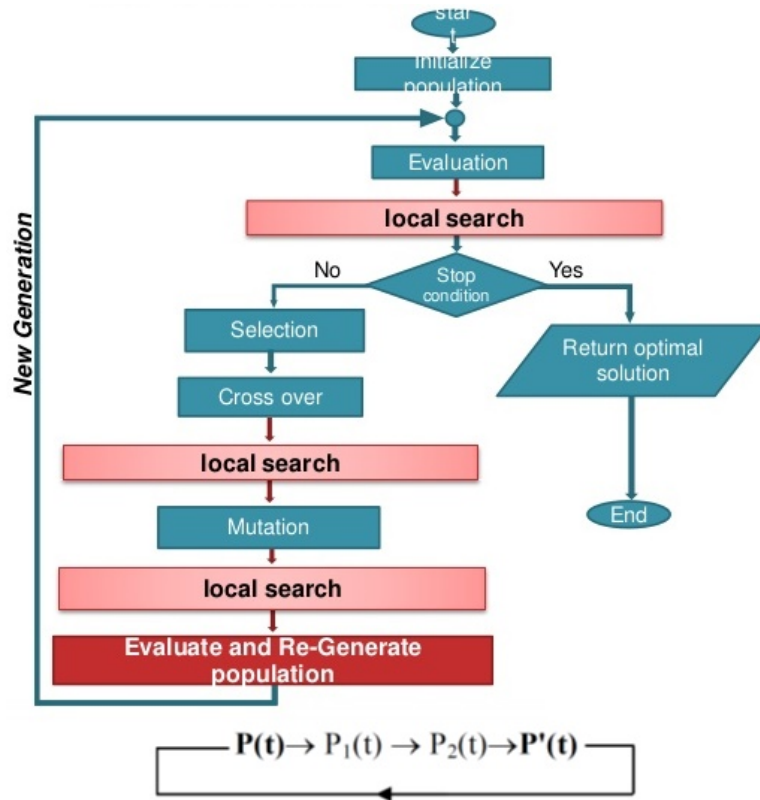 start
Initialize
population
Evaluation
local search
Stop
condition
No
Yes
Selection
Return optimal
solution
Cross over
local search
Mutation
End
local search
Evaluate and Re-Generate
population
New Generation
P(t)→ P₁(t) → P₂(t)→P'(t)